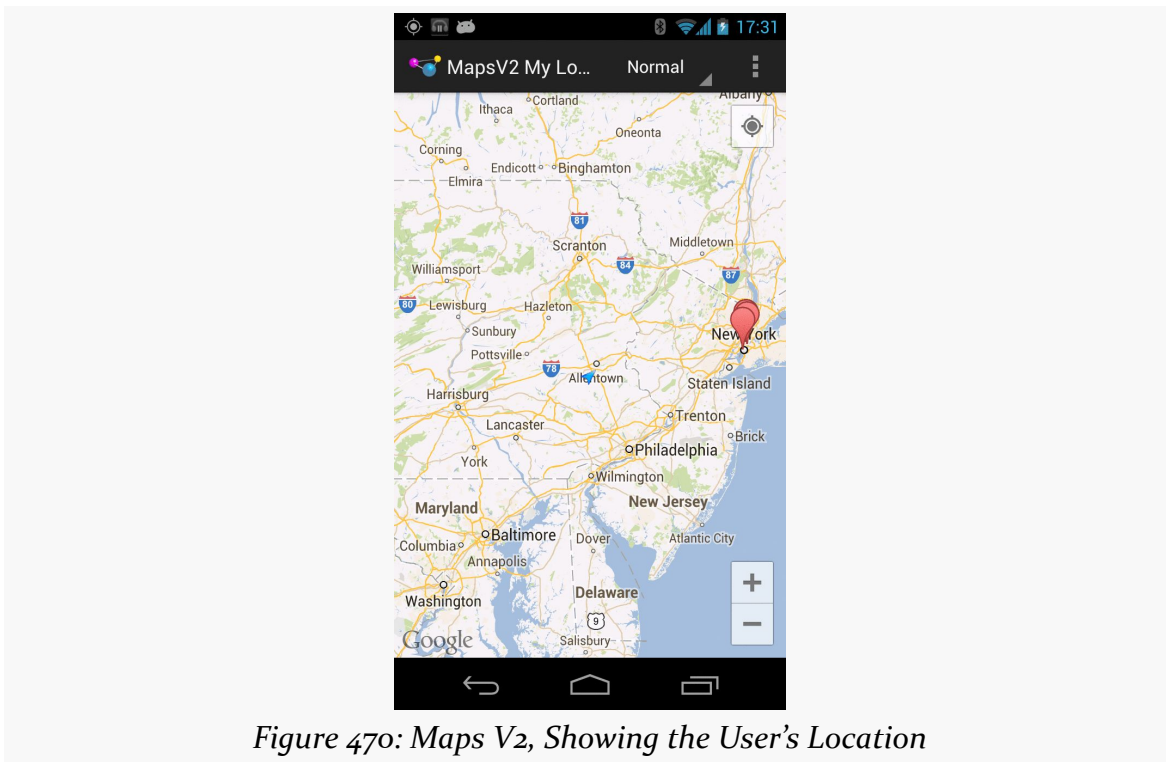 17:31
MapsV2 My Lo...
Normal
Albany
Cortland
Ithaca
Oneonta
Corning
Endicott
Binghamton
Elmira
81
Scranton
Middletown
84
Williamsport
87
80
Lewisburg
Hazleton
Sunbury
New York
Pottsville
78
Allentown
Staten Island
Harrisburg
Trenton
Lancaster
Brick
Philadelphia
York
Wilmington
New Jersey
Maryland
Baltimore
Dover
Atlantic City
Columbia
Annapolis
+
Delaware
Washington
9
−
Google
Salisbury
Figure 470: Maps V2, Showing the User’s Location